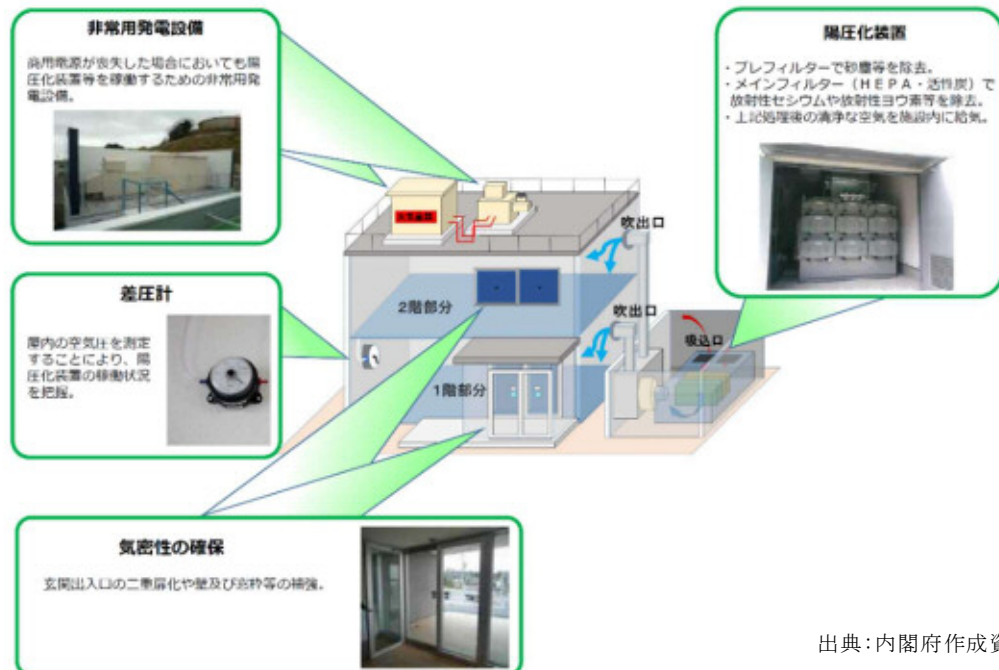 非常用発電設備
商用電源が喪失した場合においても陽
圧化装置等を稼働するための非常用発
電設備。
陽圧化装置
・プレフィルターで砂塵等を除去。
・メインフィルター（ＨＥＰＡ・活性炭）で
放射性セシウムや放射性ヨウ素等を除去。
・上記処理後の清浄な空気を施設内に給気。
吹出口
差圧計
屋内の空気圧を測定
することにより、陽
圧化装置の稼働状況
を把握。
2階部分
吹出口
吸込口
1階部分
気密性の確保
玄関出入口の二重扉化や壁及び窓枠等の補強。
出典：内閣府作成資